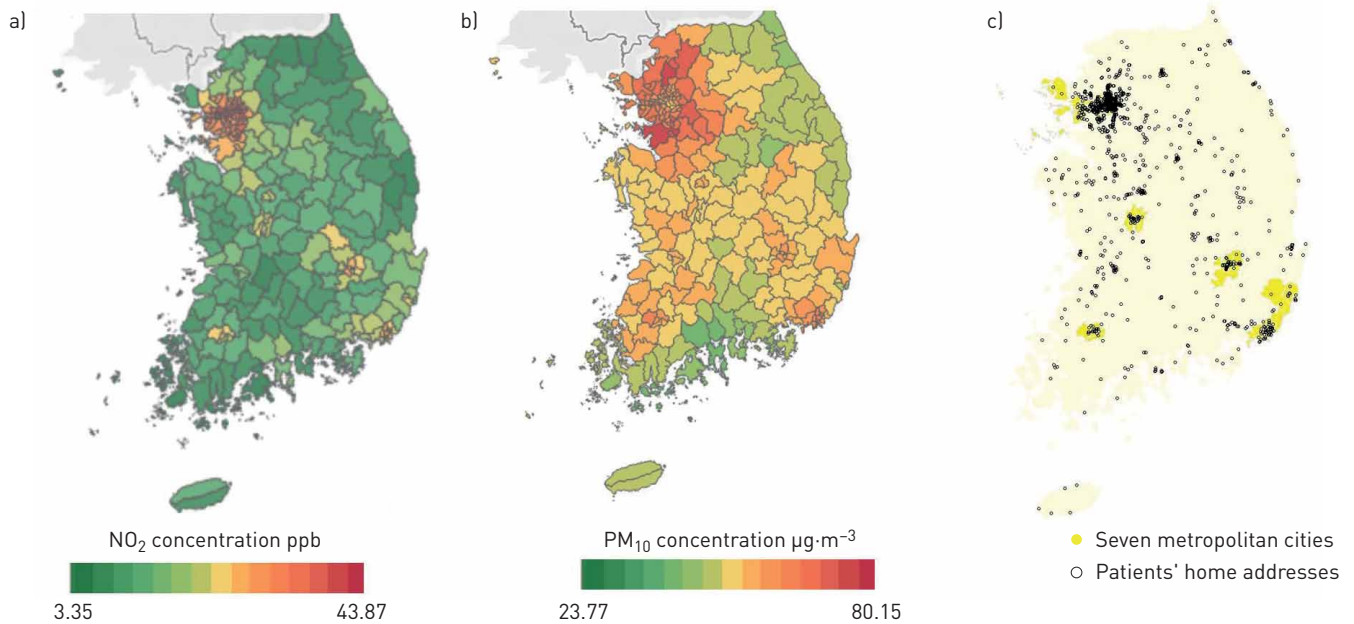 a)
b)
c)
NO₂ concentration ppb
3.35 43.87
PM₁₀ concentration µg·m⁻³
23.77 80.15
Seven metropolitan cities
Patients' home addresses